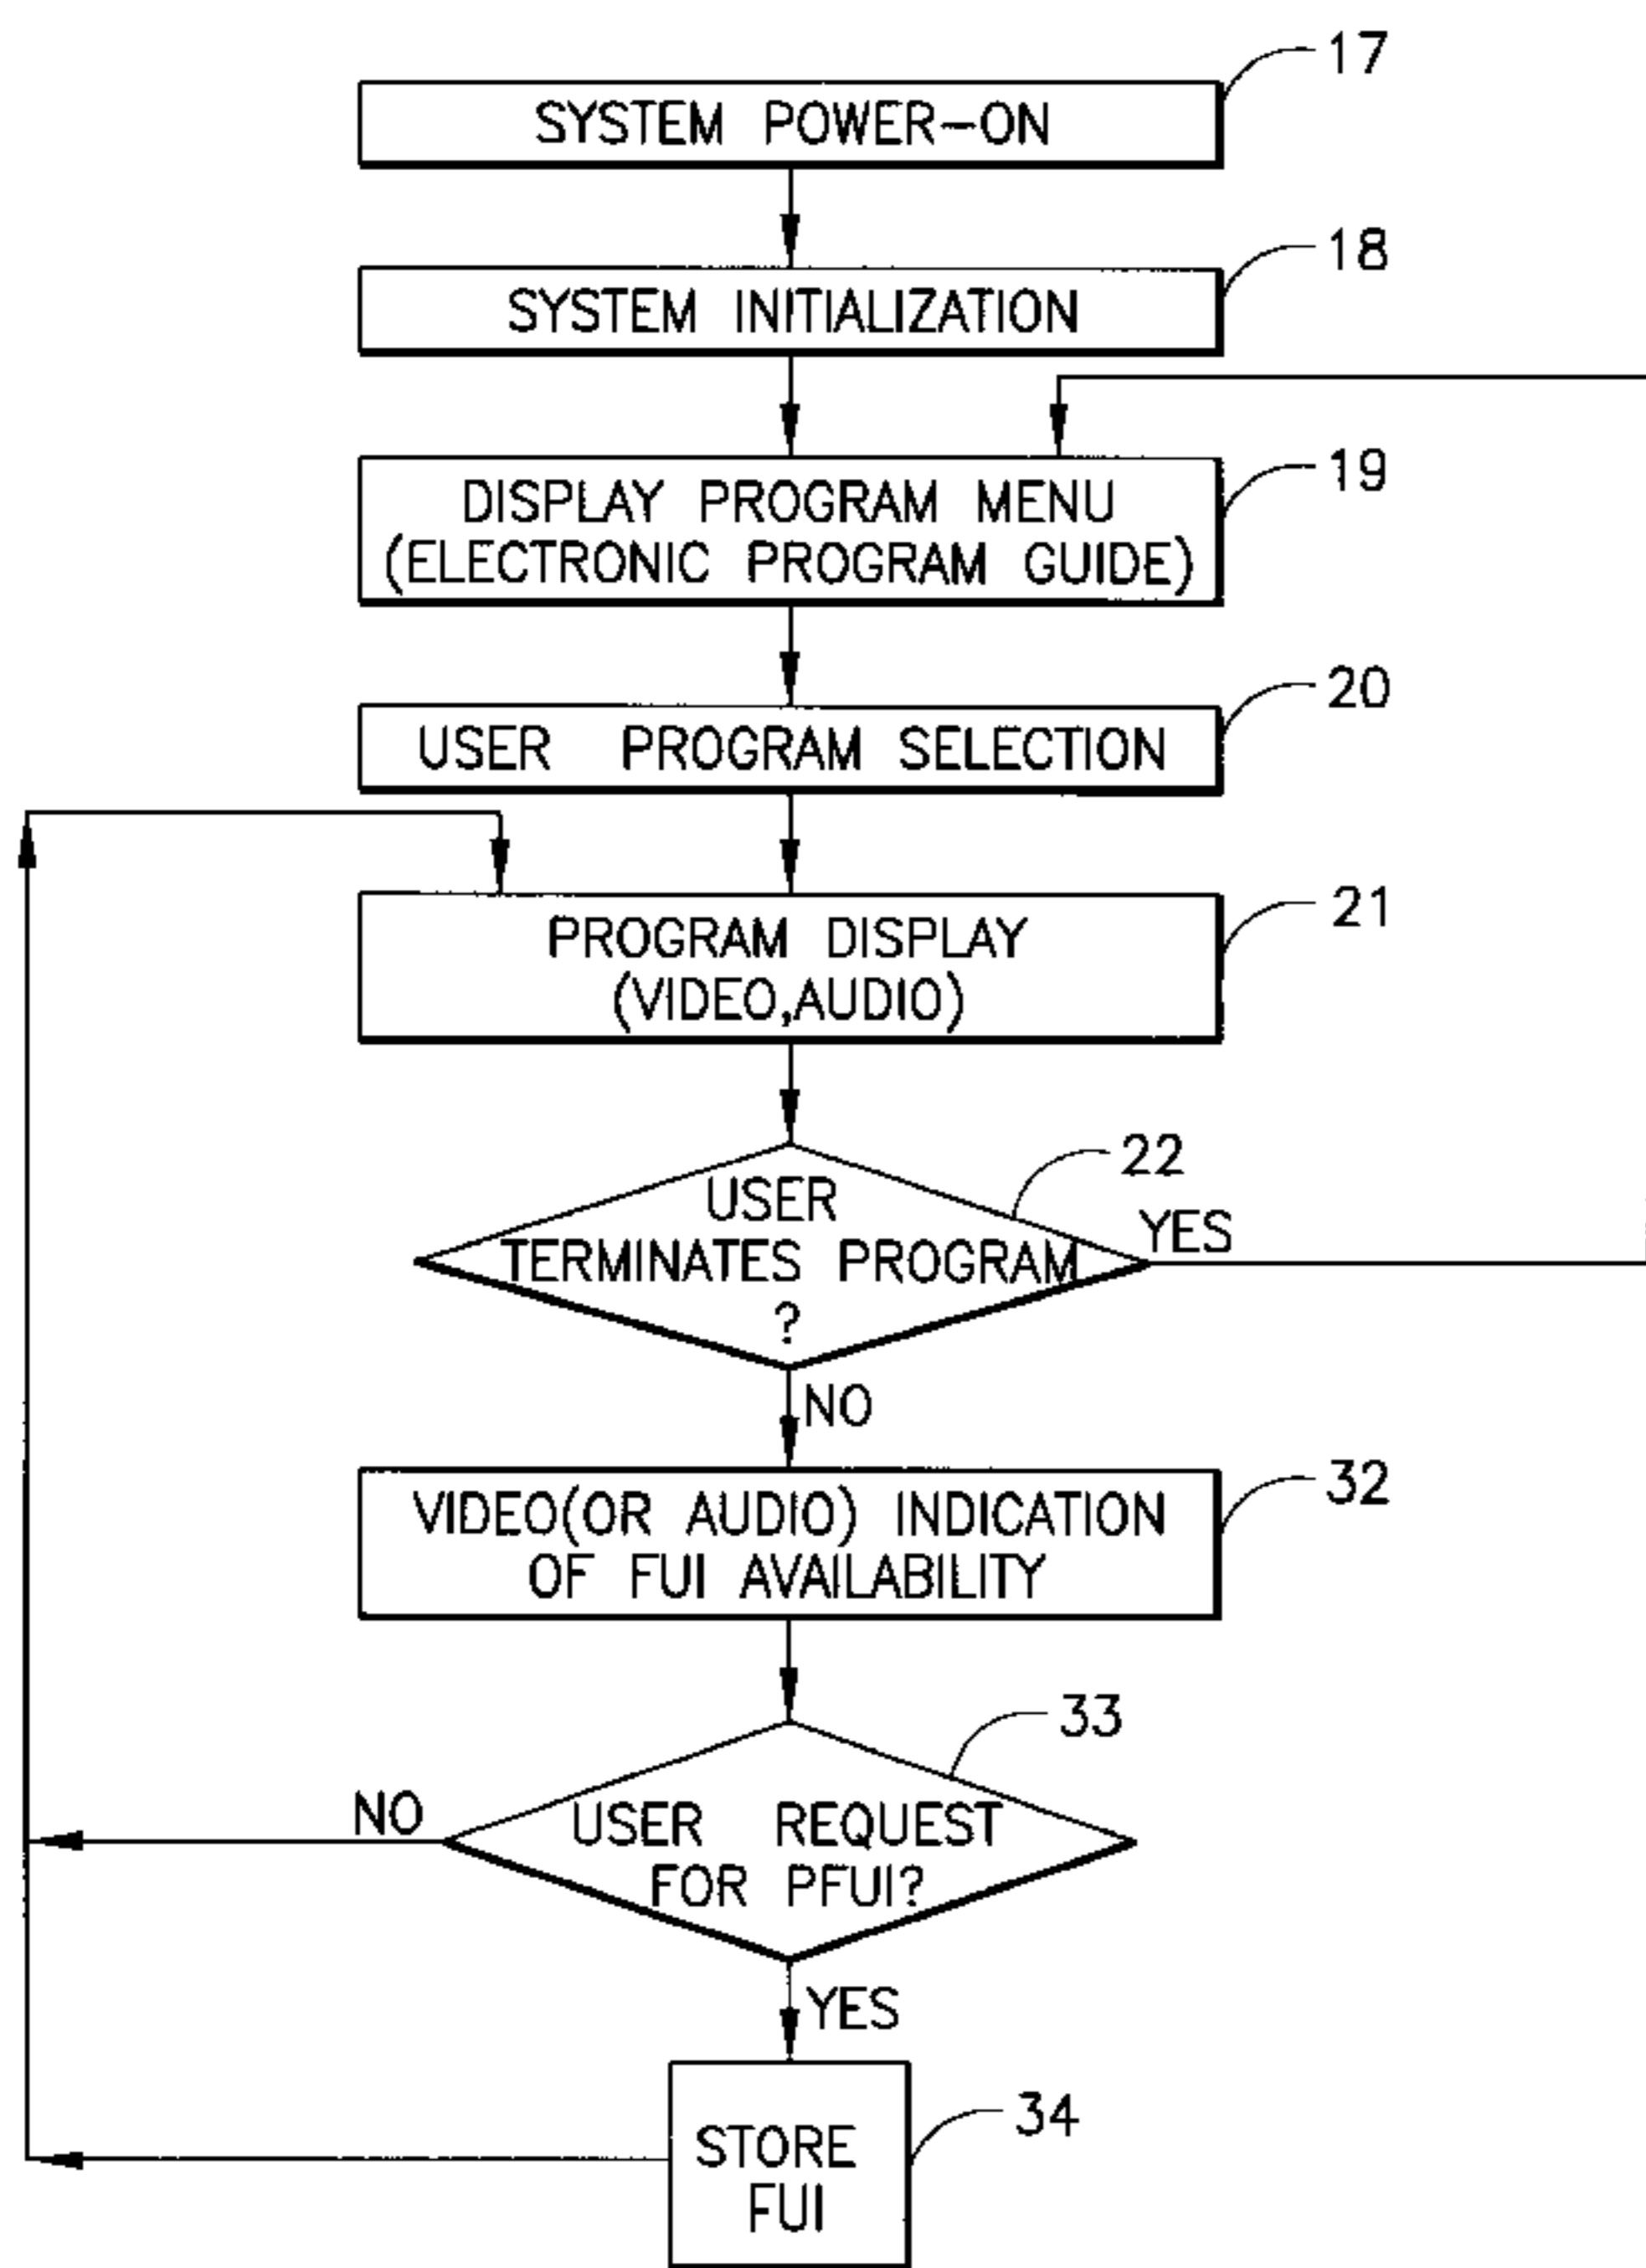 17
SYSTEM POWER-ON
18
SYSTEM INITIALIZATION
19
DISPLAY PROGRAM MENU
(ELECTRONIC PROGRAM GUIDE)
20
USER PROGRAM SELECTION
21
PROGRAM DISPLAY
(VIDEO,AUDIO)
22
USER
TERMINATES PROGRAM
?
YES
NO
32
VIDEO(OR AUDIO) INDICATION
OF FUI AVAILABILITY
33
USER REQUEST
FOR PFUI?
NO
YES
34
STORE
FUI